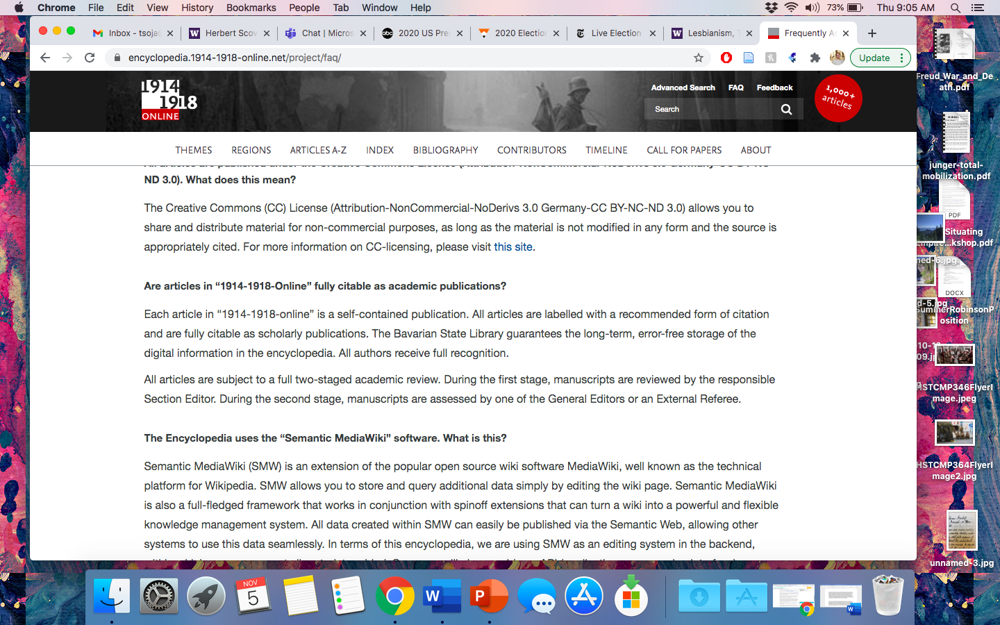 Chrome File Edit View History Bookmarks People Tab Window Help 73% Thu 9:05 AM
Inbox - tsoja Herbert Scov Chat | Micros 2020 US Pres 2020 Election Live Election Lesbianism, T Frequently As
encyclopedia.1914-1918-online.net/project/faq/ Update
1914
1918
ONLINE
Advanced Search FAQ Feedback
Search
1,000+
articles
THEMES REGIONS ARTICLES A-Z INDEX BIBLIOGRAPHY CONTRIBUTORS TIMELINE CALL FOR PAPERS ABOUT
ND 3.0). What does this mean?
The Creative Commons (CC) License (Attribution-NonCommercial-NoDerivs 3.0 Germany-CC BY-NC-ND 3.0) allows you to
share and distribute material for non-commercial purposes, as long as the material is not modified in any form and the source is
appropriately cited. For more information on CC-licensing, please visit this site.
Are articles in “1914-1918-Online” fully citable as academic publications?
Each article in “1914-1918-online” is a self-contained publication. All articles are labelled with a recommended form of citation
and are fully citable as scholarly publications. The Bavarian State Library guarantees the long-term, error-free storage of the
digital information in the encyclopedia. All authors receive full recognition.
All articles are subject to a full two-staged academic review. During the first stage, manuscripts are reviewed by the responsible
Section Editor. During the second stage, manuscripts are assessed by one of the General Editors or an External Referee.
The Encyclopedia uses the “Semantic MediaWiki” software. What is this?
Semantic MediaWiki (SMW) is an extension of the popular open source wiki software MediaWiki, well known as the technical
platform for Wikipedia. SMW allows you to store and query additional data simply by editing the wiki page. Semantic MediaWiki
is also a full-fledged framework that works in conjunction with spinoff extensions that can turn a wiki into a powerful and flexible
knowledge management system. All data created within SMW can easily be published via the Semantic Web, allowing other
systems to use this data seamlessly. In terms of this encyclopedia, we are using SMW as an editing system in the backend,
Freud_War_and_De
ath.pdf
junger-total-
mobilization.pdf
PDF
Situating
kshop.pdf
ned-6.jpg
DOCX
d-5.jpg
SummerRobinsonP
osition
HSTCMP346FlyerI
mage.jpeg
HSTCMP364FlyerI
mage2.jpg
unnamed-3.jpg
NOV
5
W
P